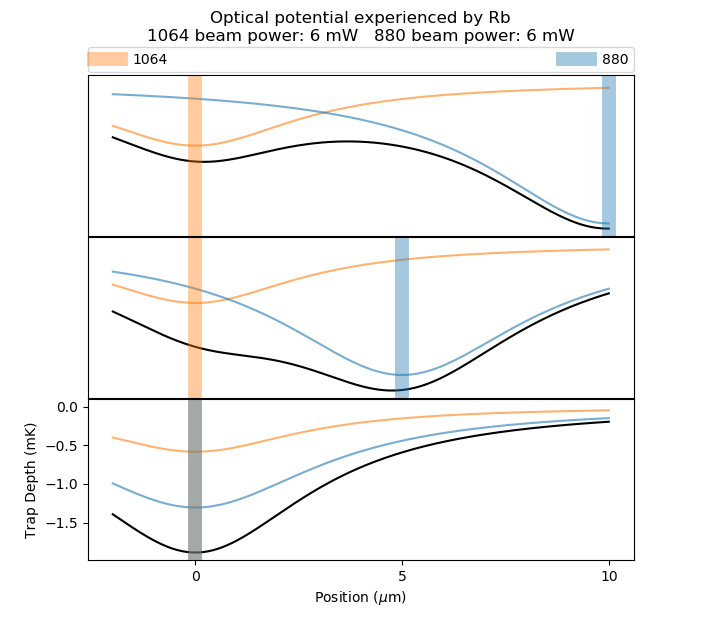 Optical potential experienced by Rb
1064 beam power: 6 mW   880 beam power: 6 mW
1064
880
0.0
−0.5
−1.0
−1.5
Trap Depth (mK)
0
5
10
Position (μm)